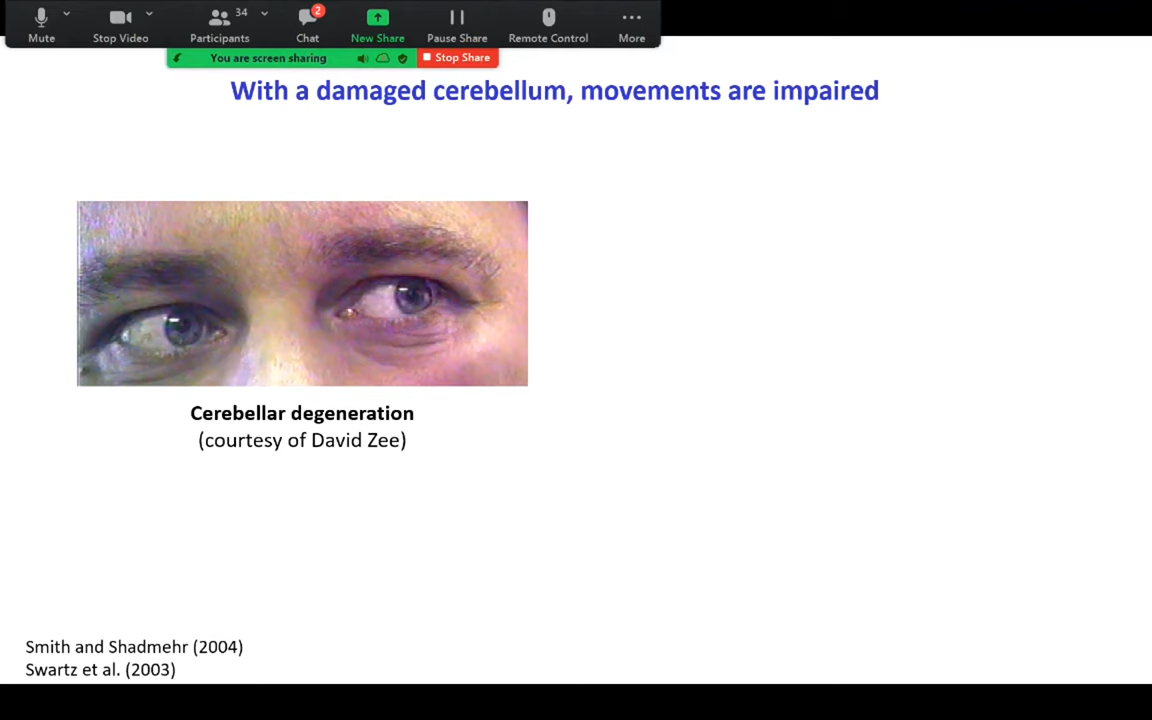 34
2
Mute
Stop Video
Participants
Chat
New Share
Pause Share
Remote Control
More
You are screen sharing
Stop Share
With a damaged cerebellum, movements are impaired
Cerebellar degeneration
(courtesy of David Zee)
Smith and Shadmehr (2004)
Swartz et al. (2003)